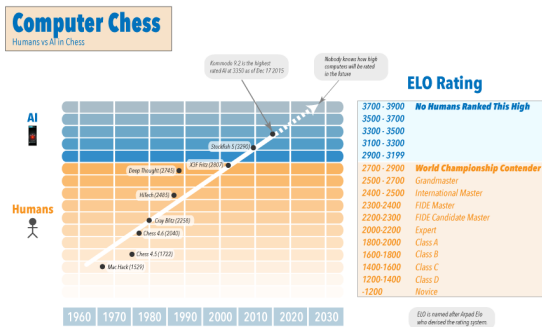 Computer Chess
Humans vs AI in Chess
Kommodo 9.2 is the highest
rated AI at 3350 as of Dec 17 2015
Nobody knows how high
computers will be rated
in the future
ELO Rating
AI
Humans
3700 - 3900 No Humans Ranked This High
3500 - 3700
3300 - 3500
3100 - 3300
2900 - 3199
2700 - 2900 World Championship Contender
2500 - 2700 Grandmaster
2400 - 2500 International Master
2300-2400 FIDE Master
2200-2300 FIDE Candidate Master
2000-2200 Expert
1800-2000 Class A
1600-1800 Class B
1400-1600 Class C
1200-1400 Class D
-1200 Novice
Stockfish 5 (3290)
X3F Fritz (2807)
Deep Thought (2745)
HiTech (2485)
Cray Blitz (2258)
Chess 4.6 (2040)
Chess 4.5 (1722)
Mac Hack (1529)
1960 1970 1980 1990 2000 2010 2020 2030
ELO is named after Arpad Elo
who devised the rating system